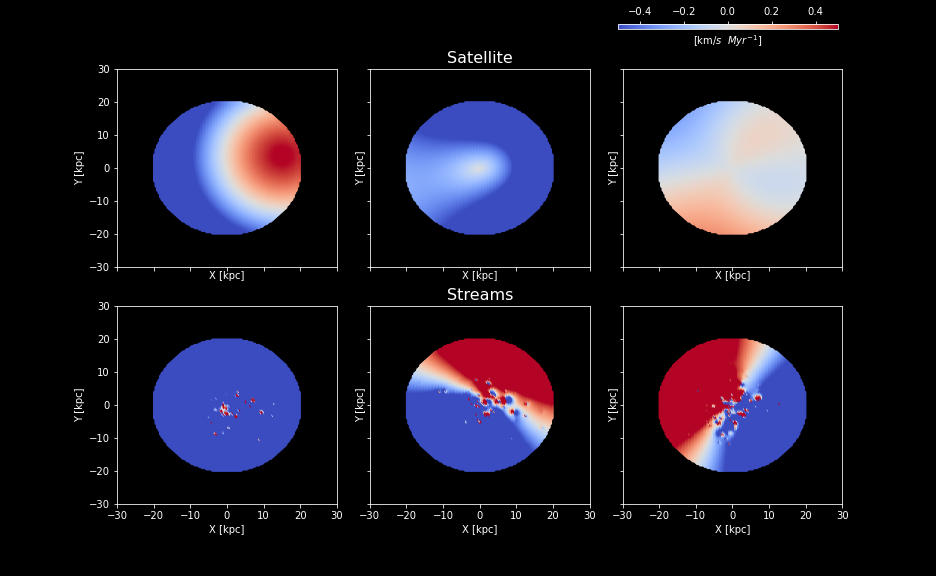 −0.4 −0.2 0.0 0.2 0.4
[km/s Myr⁻¹]
Satellite
30
20
10
0
−10
−20
−30
Y [kpc]
Y [kpc]
Y [kpc]
X [kpc] X [kpc] X [kpc]
Streams
30
20
10
0
−10
−20
−30
Y [kpc]
Y [kpc]
Y [kpc]
−30 −20 −10 0 10 20 30 −30 −20 −10 0 10 20 30 −30 −20 −10 0 10 20 30
X [kpc] X [kpc] X [kpc]